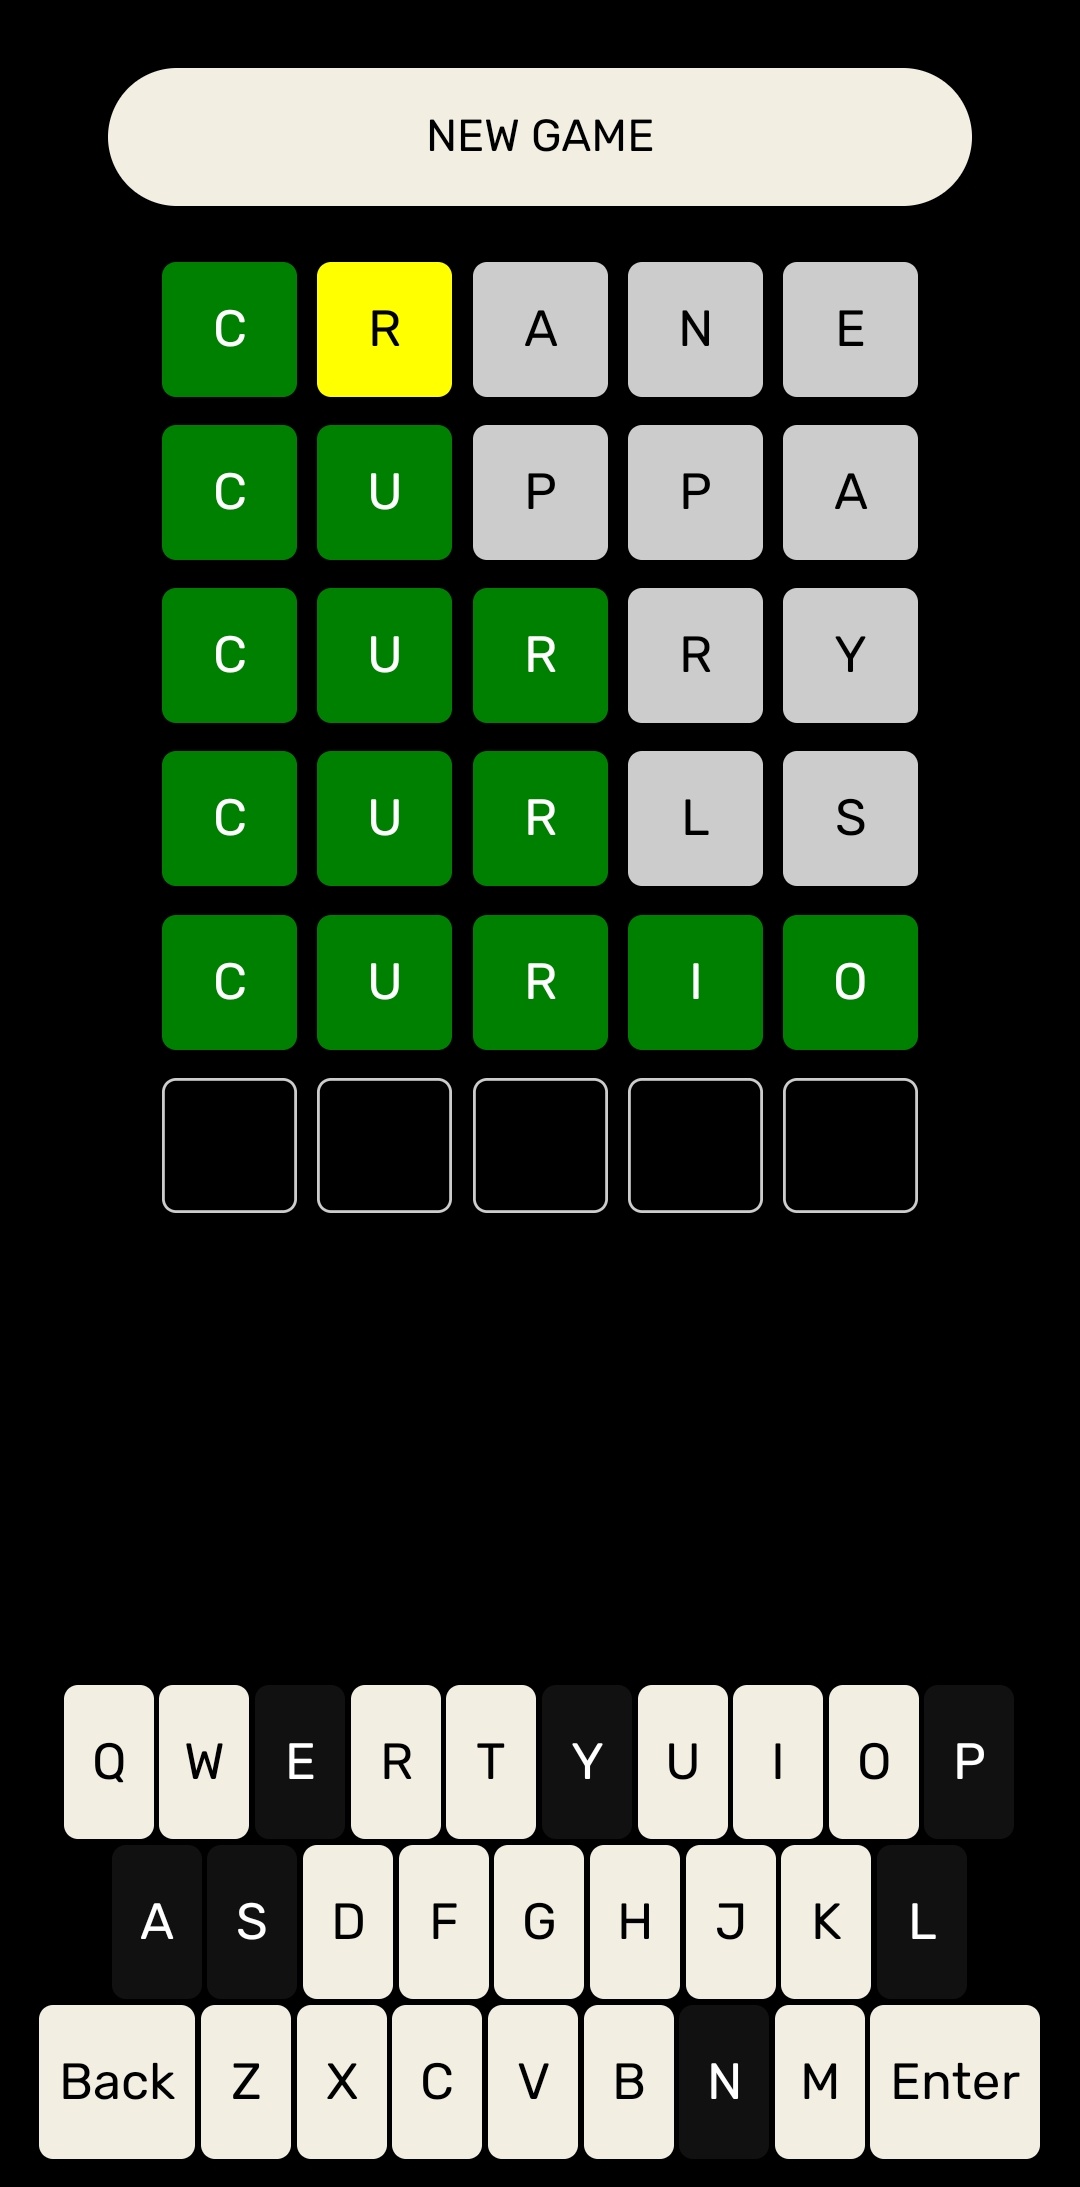 NEW GAME
C R A N E
C U P P A
C U R R Y
C U R L S
C U R I O
Q W E R T Y U I O P
A S D F G H J K L
Back Z X C V B N M Enter